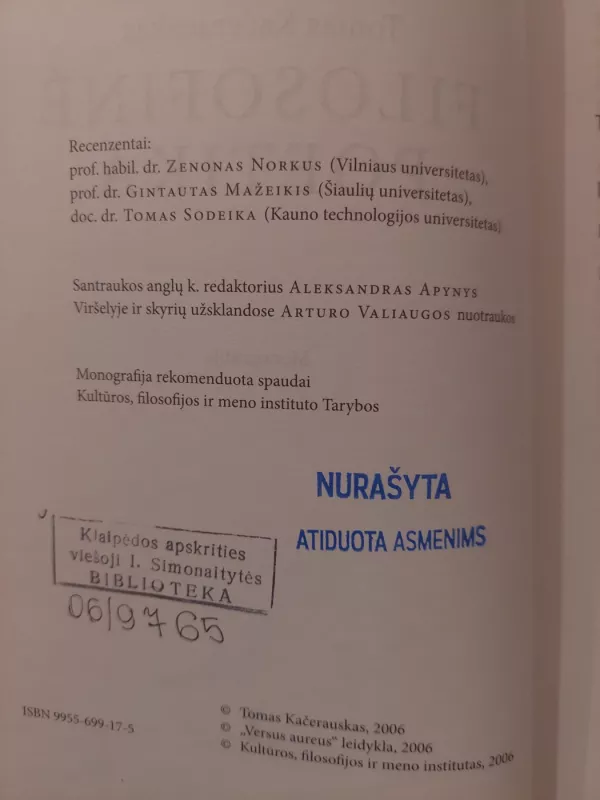 Recenzentai:
prof. habil. dr. ZENONAS NORKUS (Vilniaus universitetas),
prof. dr. GINTAUTAS MAŽEIKIS (Šiaulių universitetas),
doc. dr. TOMAS SODEIKA (Kauno technologijos universitetas)
Santraukos anglų k. redaktorius ALEKSANDRAS APYNYS
Viršelyje ir skyrių užsklandose ARTURO VALIAUGOS nuotraukos
Monografija rekomenduota spaudai
Kultūros, filosofijos ir meno instituto Tarybos
NURAŠYTA
ATIDUOTA ASMENIMS
Klaipėdos apskrities
viešoji I. Simonaitytės
BIBLIOTEKA
06/9765
ISBN 9955-699-17-5
© Tomas Kačerauskas, 2006
© „Versus aureus" leidykla, 2006
© Kultūros, filosofijos ir meno institutas, 2006